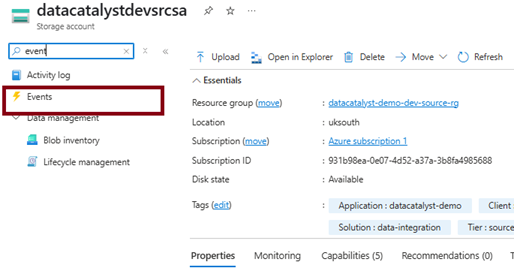 datacatalystdevsrcsa
Storage account
event
Activity log
Events
Data management
Blob inventory
Lifecycle management
Upload Open in Explorer Delete Move Refresh
Essentials
Resource group (move) : datacatalyst-demo-dev-source-rg
Location : uksouth
Subscription (move) : Azure subscription 1
Subscription ID : 931b98ea-0e07-4d52-a37a-3b8fa4985688
Disk state : Available
Tags (edit) : Application : datacatalyst-demo Client
Solution : data-integration Tier : source
Properties Monitoring Capabilities (5) Recommendations (0)